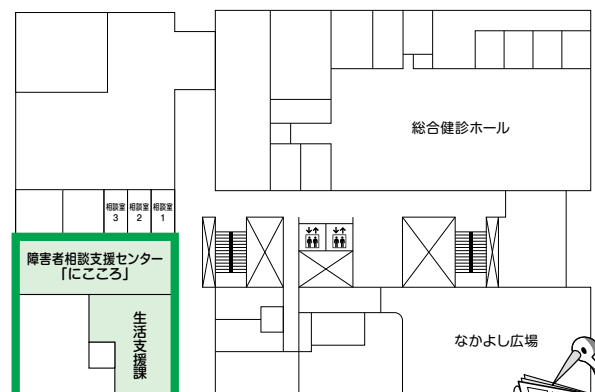 総合健診ホール
相談室
3
相談室
2
相談室
1
障害者相談支援センター
「にこころ」
生活支援課
なかよし広場